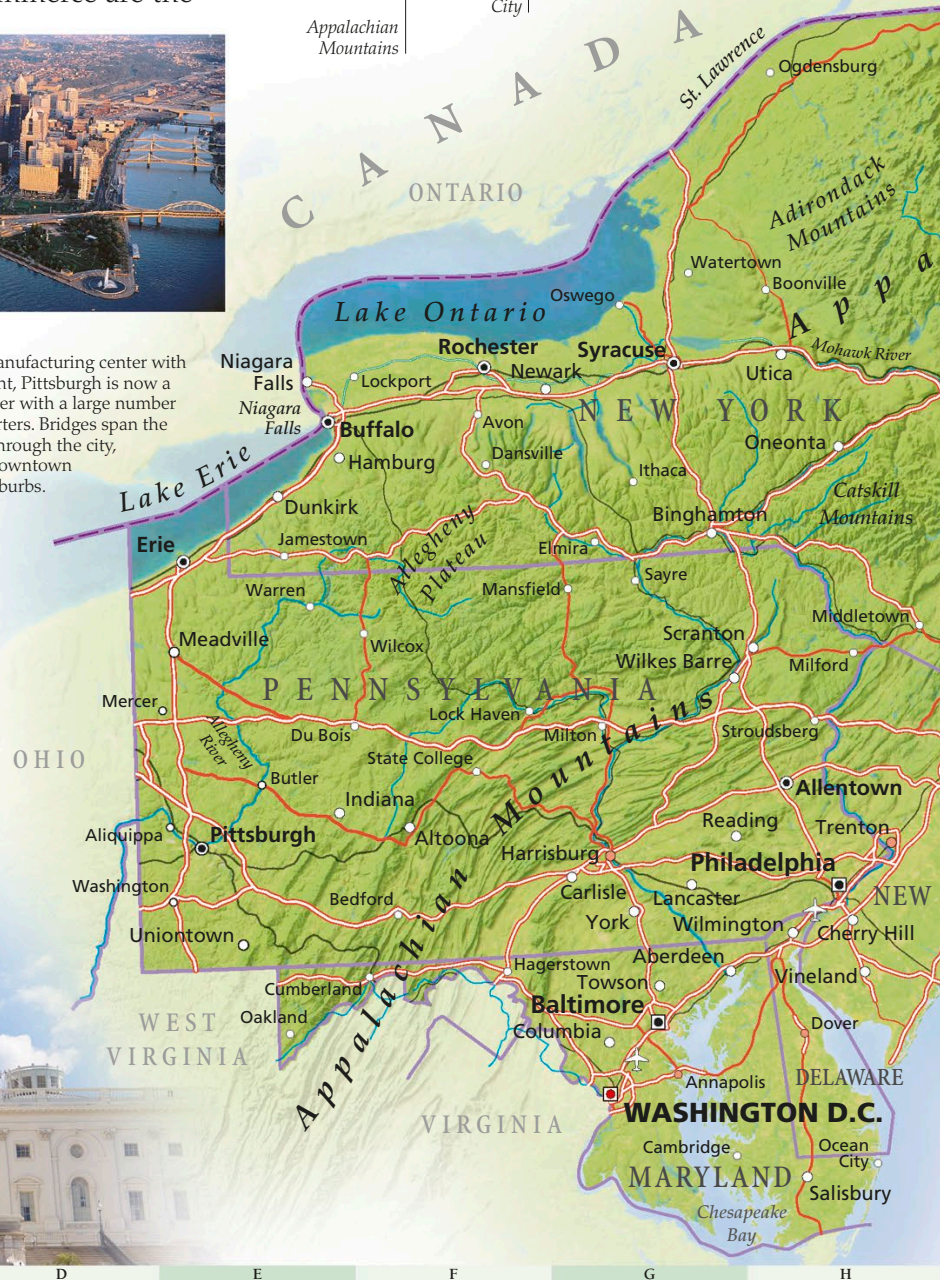 mmerce are the
Appalachian
Mountains
City
anufacturing center with
nt, Pittsburgh is now a
er with a large number
rters. Bridges span the
hrough the city,
owntown
burbs.
CANADA
ONTARIO
St. Lawrence
Ogdensburg
Adirondack
Mountains
Watertown
Boonville
Appa
Oswego
Lake Ontario
Rochester
Syracuse
Mohawk River
Niagara
Falls
Lockport
Newark
Utica
Niagara
Falls
Buffalo
Avon
NEW YORK
Oneonta
Hamburg
Dansville
Ithaca
Lake Erie
Catskill
Mountains
Dunkirk
Binghamton
Erie
Jamestown
Allegheny
Plateau
Elmira
Warren
Mansfield
Sayre
Middletown
Meadville
Wilcox
Scranton
Wilkes Barre
Milford
PENNSYLVANIA
Mercer
Lock Haven
Allegheny
River
Du Bois
Milton
Stroudsberg
OHIO
State College
Butler
Allentown
Indiana
Appalachian Mountains
Aliquippa
Pittsburgh
Altoona
Reading
Trenton
Harrisburg
Philadelphia
Washington
Bedford
Carlisle
Lancaster
NEW
York
Wilmington
Cherry Hill
Uniontown
Aberdeen
Hagerstown
Vineland
Cumberland
Towson
Baltimore
Oakland
Columbia
Dover
WEST
VIRGINIA
Annapolis
DELAWARE
VIRGINIA
WASHINGTON D.C.
Cambridge
Ocean
City
MARYLAND
Salisbury
Chesapeake
Bay
D
E
F
G
H